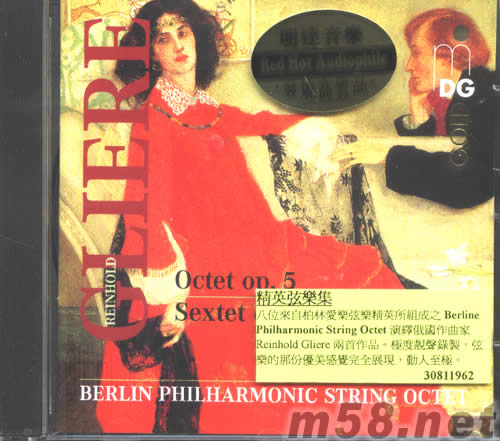 GLIERE
REINHOLD
明達音樂
Red Hot Audiophile
DG
GOLD
Octet op. 5
Sextet
精英弦樂集
八位來自柏林愛樂弦樂精英所組成之 Berline
Philharmonic String Octet 演繹俄國作曲家
Reinhold Gliere 兩首作品。極度靚聲錄製，弦
樂的那份優美感覺完全展現，動人至極。
30811962
BERLIN PHILHARMONIC STRING OCTET
m58.net